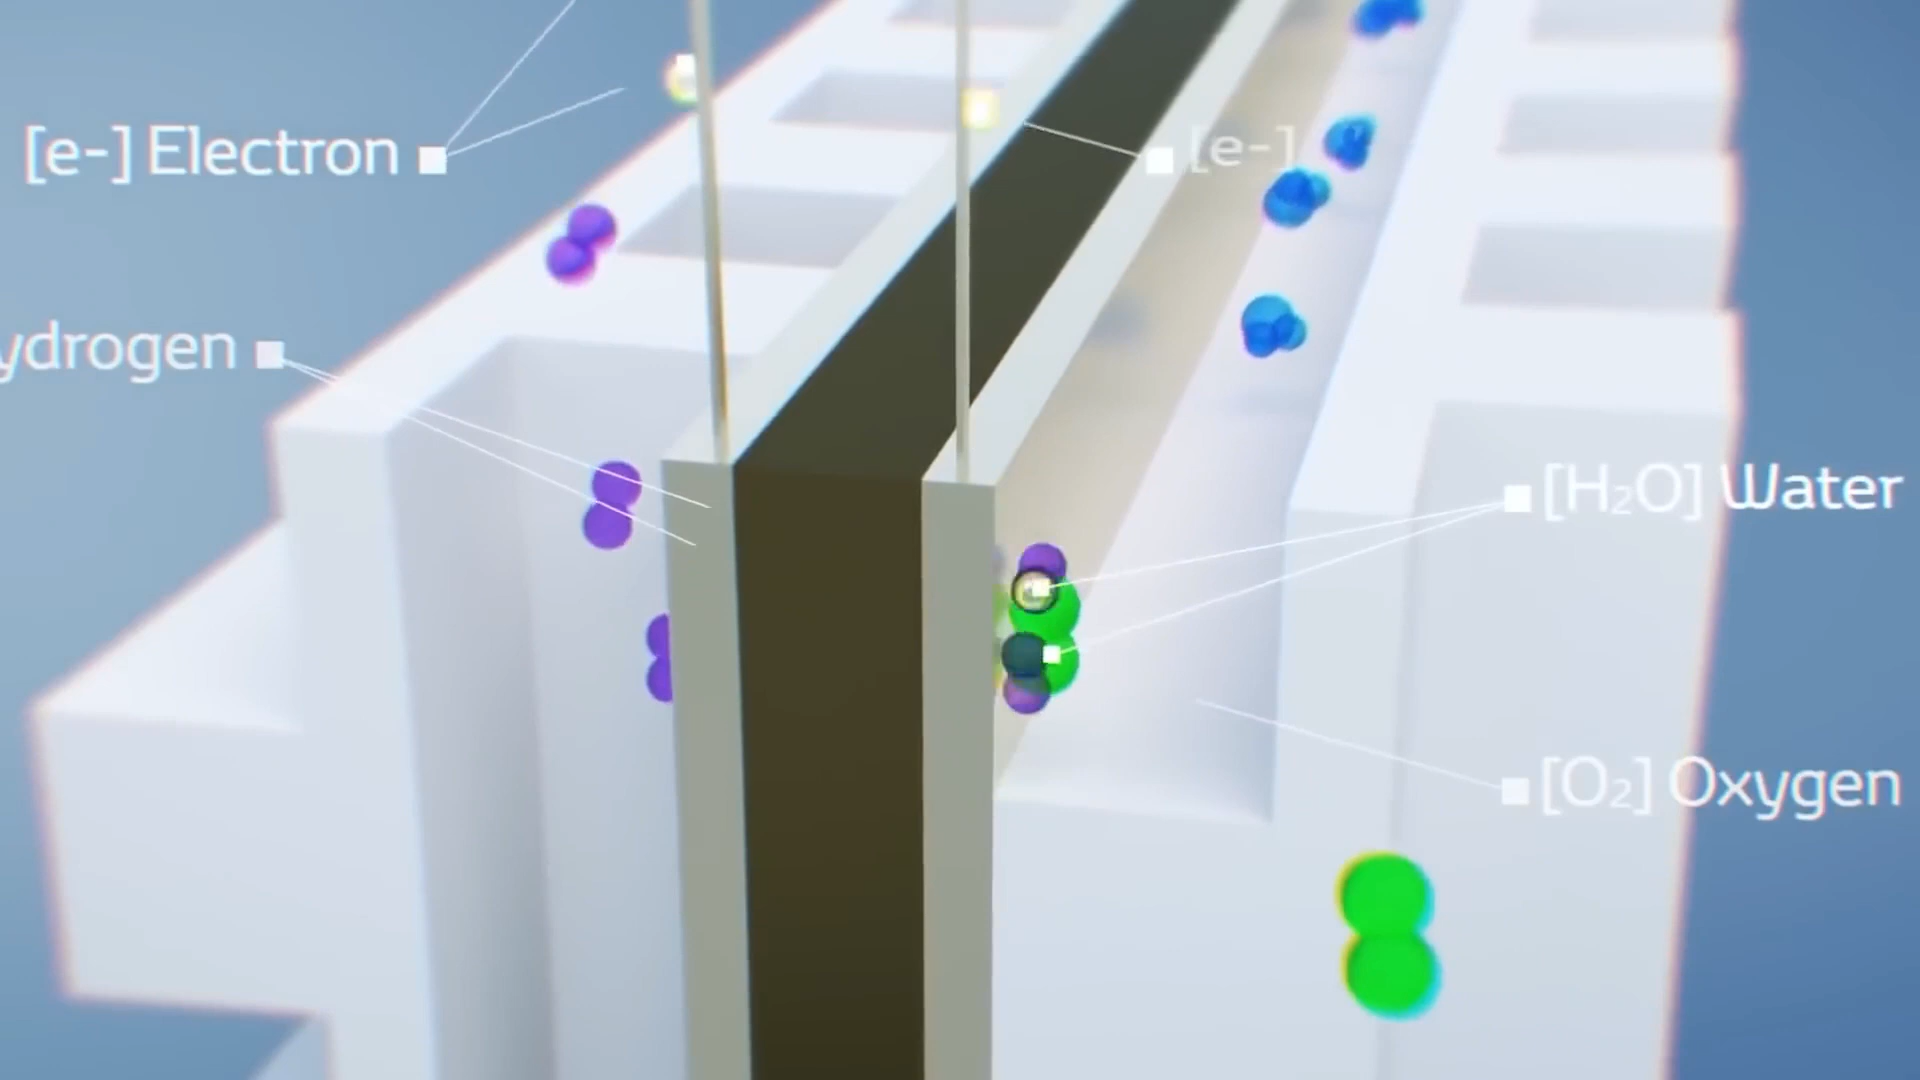 [e-] Electron
[e-]
ydrogen
[H₂O] Water
[O₂] Oxygen